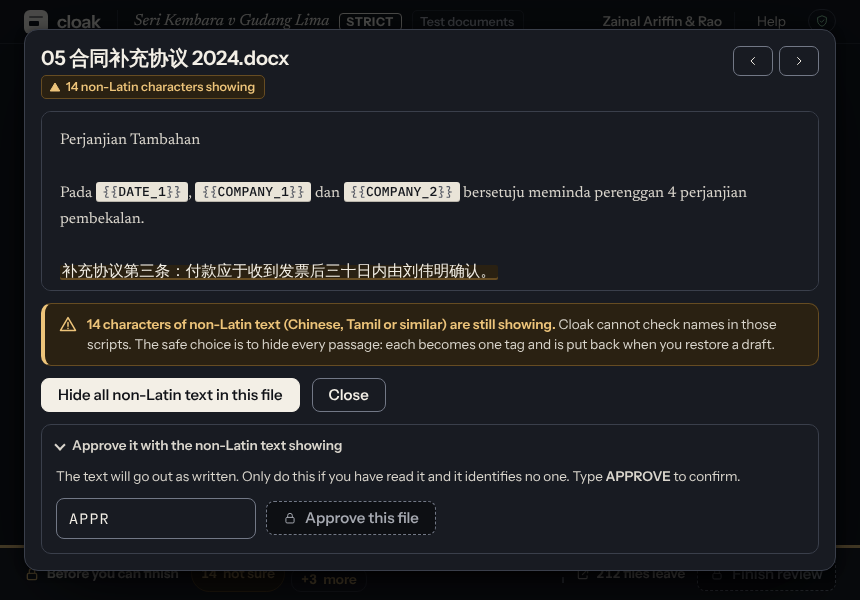 cloak
Seri Kembara v Gudang Lima
STRICT
Test documents
Zainal Ariffin & Rao
Help
05 合同补充协议 2024.docx
14 non-Latin characters showing
Perjanjian Tambahan
Pada {{DATE_1}}, {{COMPANY_1}} dan {{COMPANY_2}} bersetuju meminda perenggan 4 perjanjian
pembekalan.
补充协议第三条：付款应于收到发票后三十日内由刘伟明确认。
14 characters of non-Latin text (Chinese, Tamil or similar) are still showing. Cloak cannot check names in those
scripts. The safe choice is to hide every passage: each becomes one tag and is put back when you restore a draft.
Hide all non-Latin text in this file
Close
Approve it with the non-Latin text showing
The text will go out as written. Only do this if you have read it and it identifies no one. Type APPROVE to confirm.
APPR
Approve this file
Before you can finish
14 not sure
+3 more
212 files leave
Finish review